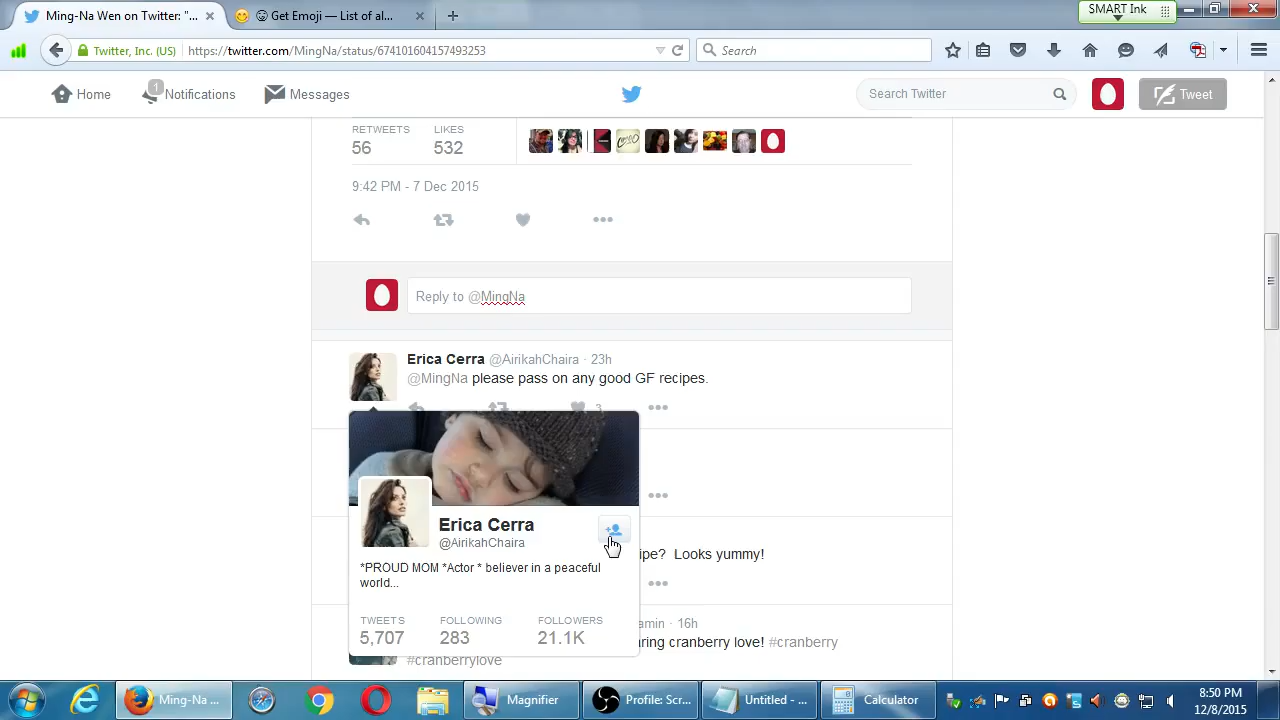 Ming-Na Wen on Twitter: "...
Get Emoji — List of al...
SMART Ink
Twitter, Inc. (US)
https://twitter.com/MingNa/status/674101604157493253
Search
Home
1
Notifications
Messages
Search Twitter
Tweet
RETWEETS
LIKES
56
532
9:42 PM - 7 Dec 2015
Reply to @MingNa
Erica Cerra @AirikahChaira · 23h
@MingNa please pass on any good GF recipes.
3
Erica Cerra
@AirikahChaira
*PROUD MOM *Actor * believer in a peaceful
world...
TWEETS
FOLLOWING
FOLLOWERS
5,707
283
21.1K
ipe? Looks yummy!
amin · 16h
aring cranberry love! #cranberry
#cranberrylove
Ming-Na ...
Magnifier
Profile: Scr...
Untitled - ...
Calculator
8:50 PM
12/8/2015